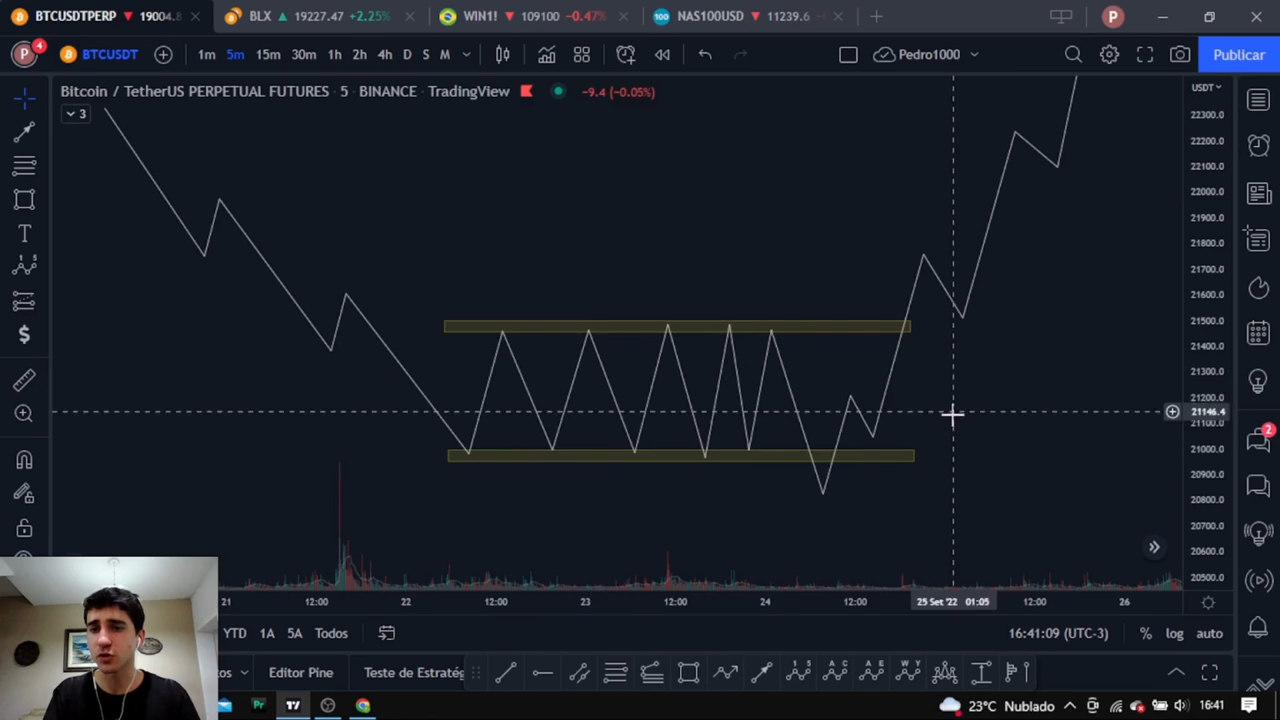 BTCUSDTPERP 19004.8
BLX 19227.47 +2.25%
WIN1! 109100 -0.47%
100 NAS100USD 11239.6
P
P 4 BTCUSDT 1m 5m 15m 30m 1h 2h 4h D S M
Pedro1000
Publicar
Bitcoin / TetherUS PERPETUAL FUTURES · 5 · BINANCE · TradingView −9.4 (−0.05%)
3
USDT
22300.0
22200.0
22100.0
22000.0
21900.0
21800.0
21700.0
21600.0
21500.0
21400.0
21300.0
21200.0
21146.4
21100.0
21000.0
20900.0
20800.0
20700.0
20600.0
20500.0
2
21 12:00 22 12:00 23 12:00 24 12:00 25 Set '22 01:05 12:00 26
YTD 1A 5A Todos
16:41:09 (UTC-3) % log auto
os Editor Pine Teste de Estratég
23°C Nublado 16:41